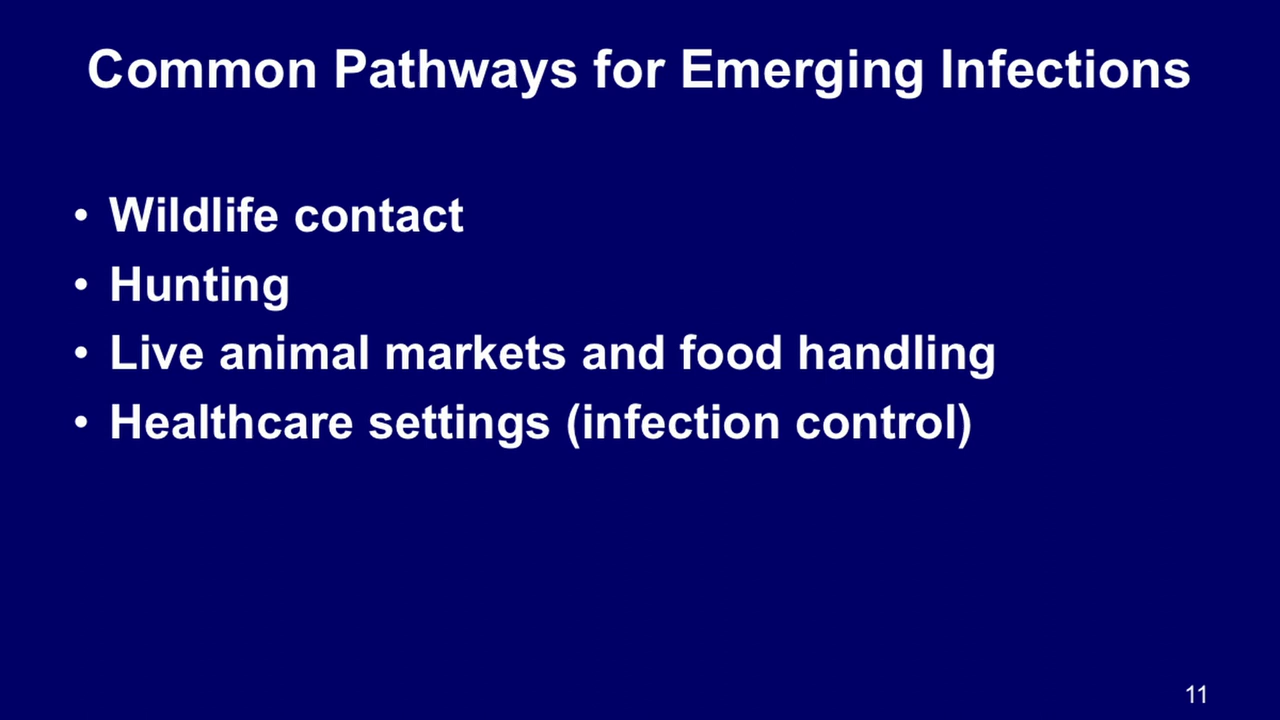 Common Pathways for Emerging Infections
• Wildlife contact
• Hunting
• Live animal markets and food handling
• Healthcare settings (infection control)
11